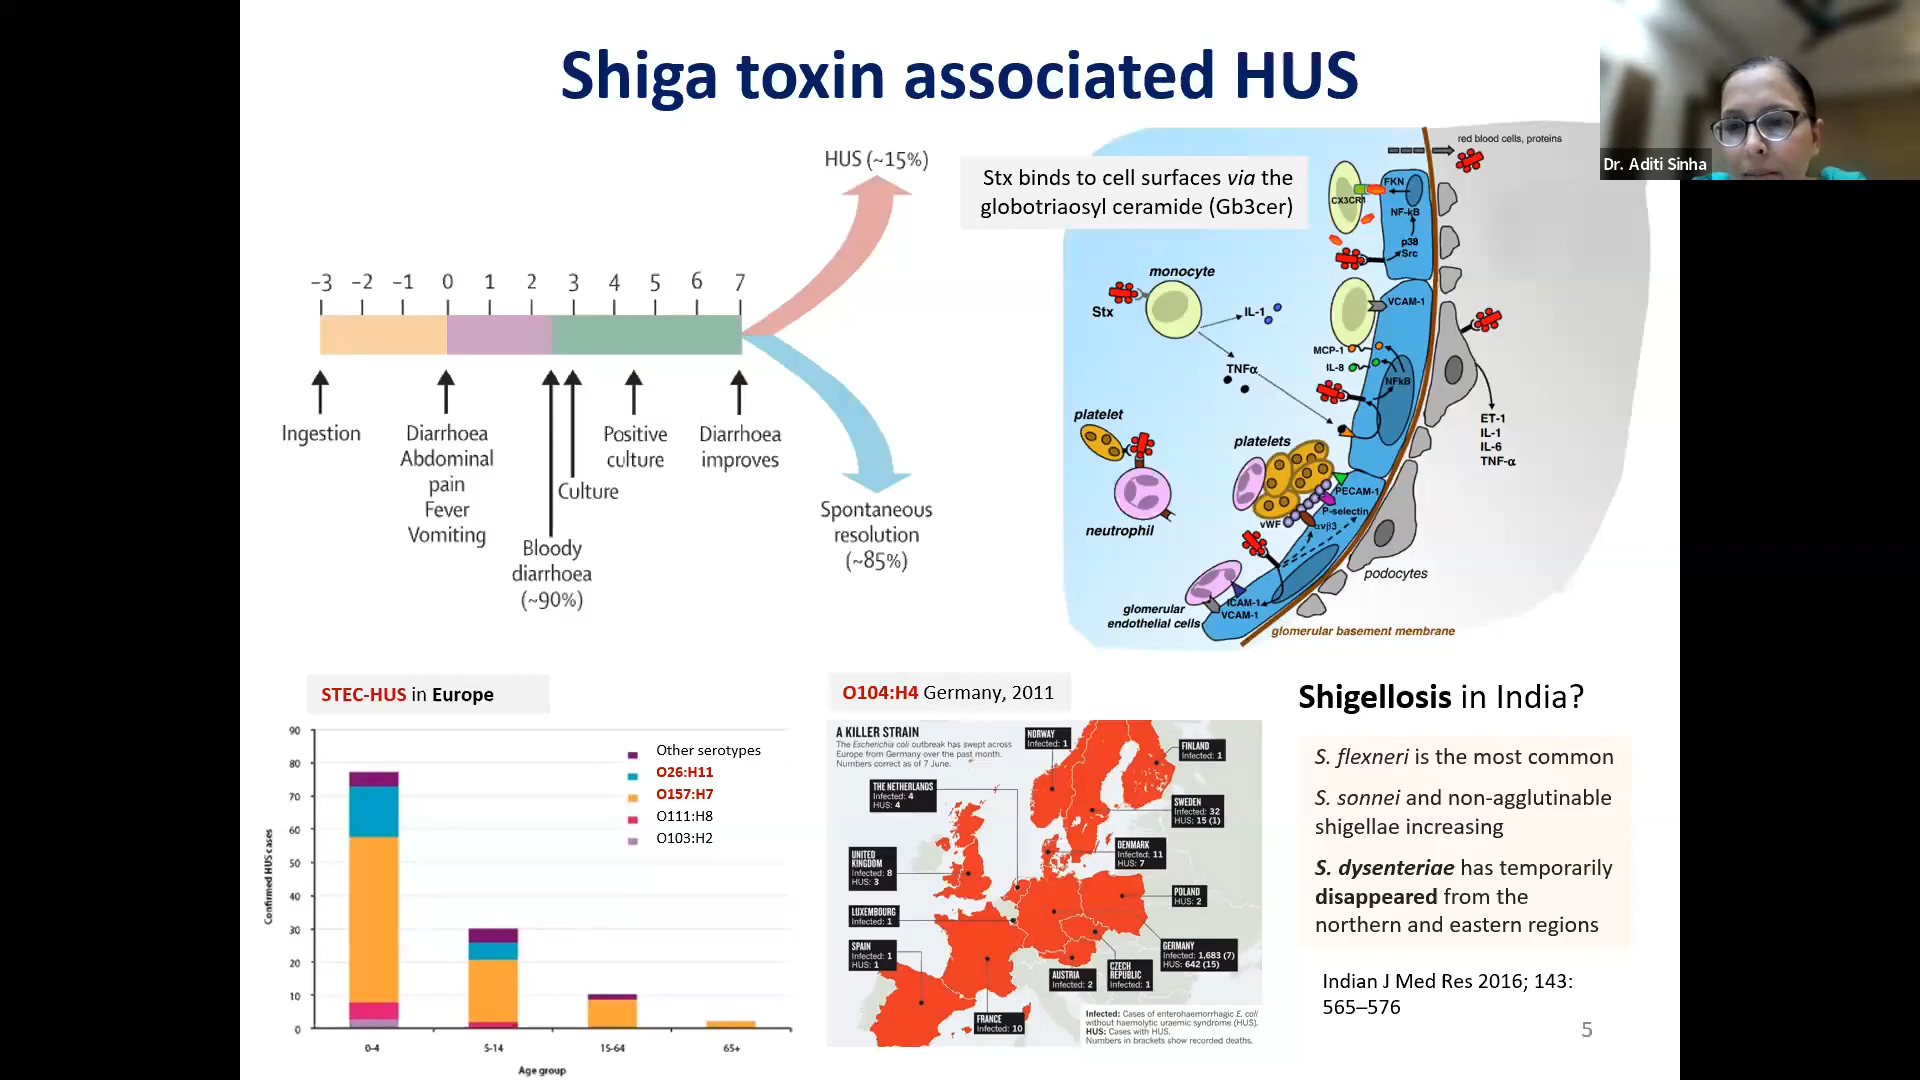 Shiga toxin associated HUS
Dr. Aditi Sinha
HUS (~15%)
-3 -2 -1 0 1 2 3 4 5 6 7
Ingestion
Diarrhoea
Abdominal
pain
Fever
Vomiting
Bloody
diarrhoea
(~90%)
Culture
Positive
culture
Diarrhoea
improves
Spontaneous
resolution
(~85%)
Stx binds to cell surfaces via the
globotriaosyl ceramide (Gb3cer)
red blood cells, proteins
CX3CR1
FKN
NF-kB
p38
Src
monocyte
Stx
IL-1
TNFα
VCAM-1
MCP-1
IL-8
NFkB
ET-1
IL-1
IL-6
TNF-α
platelet
neutrophil
platelets
PECAM-1
P-selectin
vWF
αvβ3
ICAM-1
VCAM-1
glomerular
endothelial cells
podocytes
glomerular basement membrane
STEC-HUS in Europe
Confirmed HUS cases
90
80
70
60
50
40
30
20
10
0
Other serotypes
O26:H11
O157:H7
O111:H8
O103:H2
0-4 5-14 15-64 65+
Age group
O104:H4 Germany, 2011
A KILLER STRAIN
The Escherichia coli outbreak has swept across
Europe from Germany over the past month.
Numbers correct as of 7 June.
NORWAY
Infected: 1
FINLAND
Infected: 1
THE NETHERLANDS
Infected: 4
HUS: 4
SWEDEN
Infected: 32
HUS: 15 (1)
DENMARK
Infected: 11
HUS: 7
UNITED
KINGDOM
Infected: 8
HUS: 3
POLAND
HUS: 2
LUXEMBOURG
Infected: 1
SPAIN
Infected: 1
HUS: 1
GERMANY
Infected: 1,683 (7)
HUS: 642 (15)
AUSTRIA
Infected: 2
CZECH
REPUBLIC
Infected: 1
FRANCE
Infected: 10
Infected: Cases of enterohaemorrhagic E. coli
without haemolytic uraemic syndrome (HUS).
HUS: Cases with HUS.
Numbers in brackets show recorded deaths.
Shigellosis in India?
S. flexneri is the most common
S. sonnei and non-agglutinable
shigellae increasing
S. dysenteriae has temporarily
disappeared from the
northern and eastern regions
Indian J Med Res 2016; 143:
565–576
5